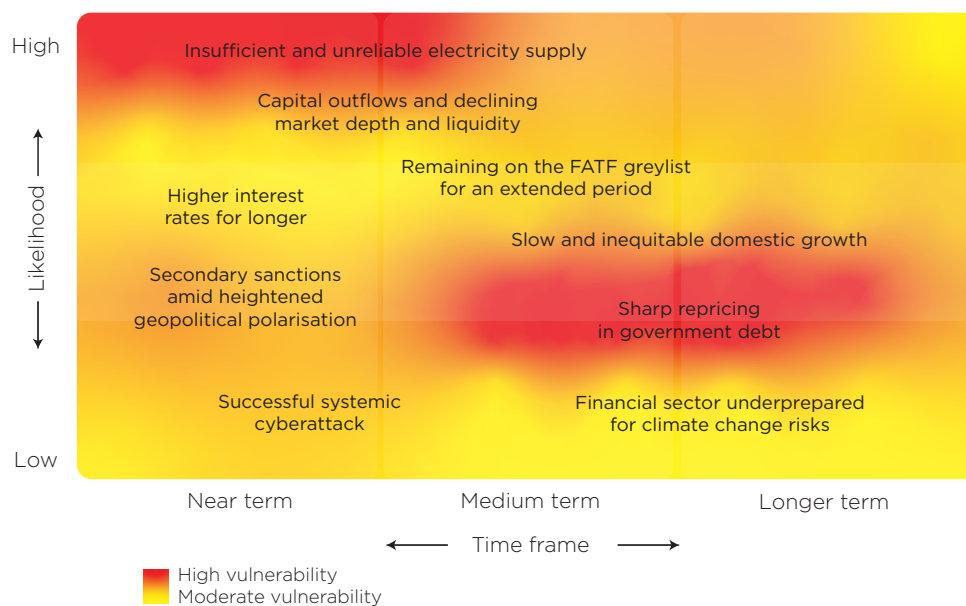 High
Insufficient and unreliable electricity supply
Capital outflows and declining
market depth and liquidity
Remaining on the FATF greylist
for an extended period
Higher interest
rates for longer
Likelihood
Slow and inequitable domestic growth
Secondary sanctions
amid heightened
geopolitical polarisation
Sharp repricing
in government debt
Successful systemic
cyberattack
Financial sector underprepared
for climate change risks
Low
Near term
Medium term
Longer term
Time frame
High vulnerability
Moderate vulnerability